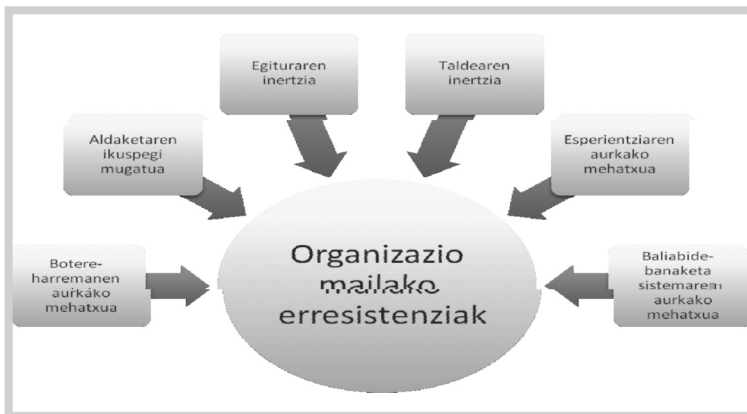 Egituraren
inertzia
Taldearen
inertzia
Aldaketaren
ikuspegi
mugatua
Esperientziaren
aurkako
mehatxua
Botere-
harremanen
aurkako
mehatxua
Organizazio
mailako
erresistenziak
Baliabide-
banaketa
sistemaren
aurkako
mehatxua